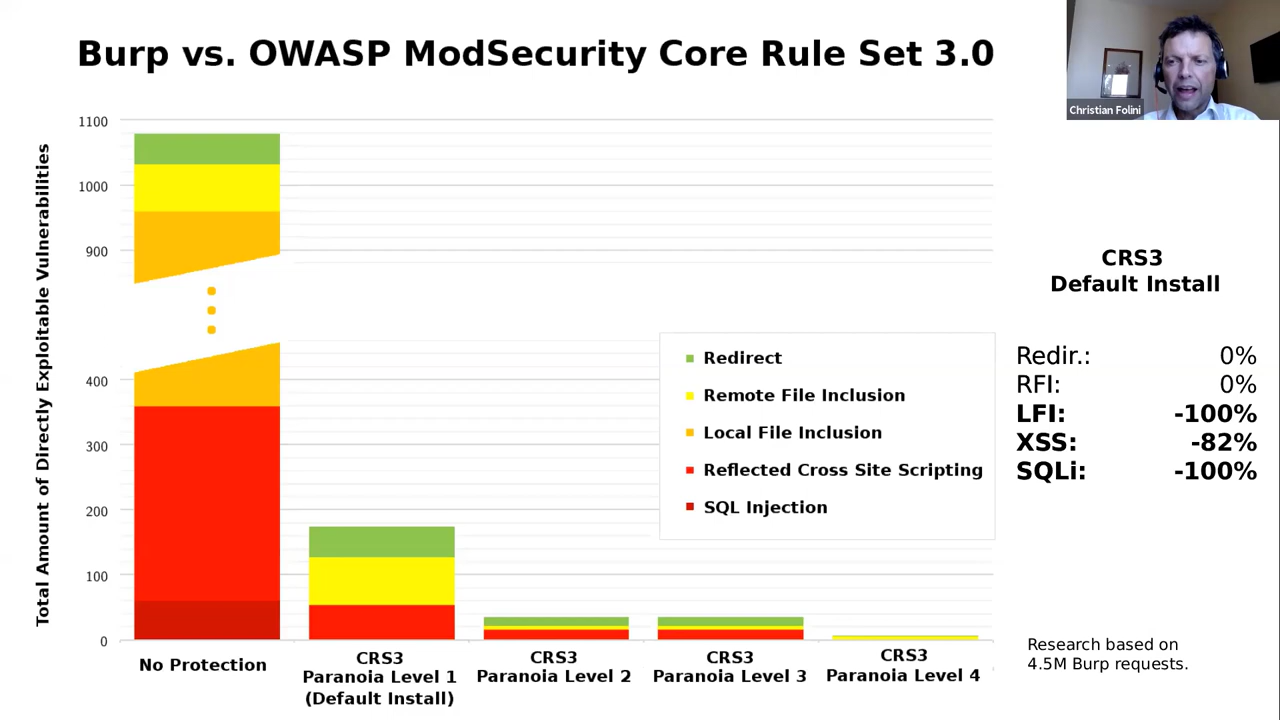 Burp vs. OWASP ModSecurity Core Rule Set 3.0
Christian Folini
Total Amount of Directly Exploitable Vulnerabilities
1100
1000
900
400
300
200
100
0
Redirect
Remote File Inclusion
Local File Inclusion
Reflected Cross Site Scripting
SQL Injection
No Protection
CRS3
Paranoia Level 1
(Default Install)
CRS3
Paranoia Level 2
CRS3
Paranoia Level 3
CRS3
Paranoia Level 4
CRS3
Default Install
Redir.: 0%
RFI: 0%
LFI: -100%
XSS: -82%
SQLi: -100%
Research based on
4.5M Burp requests.